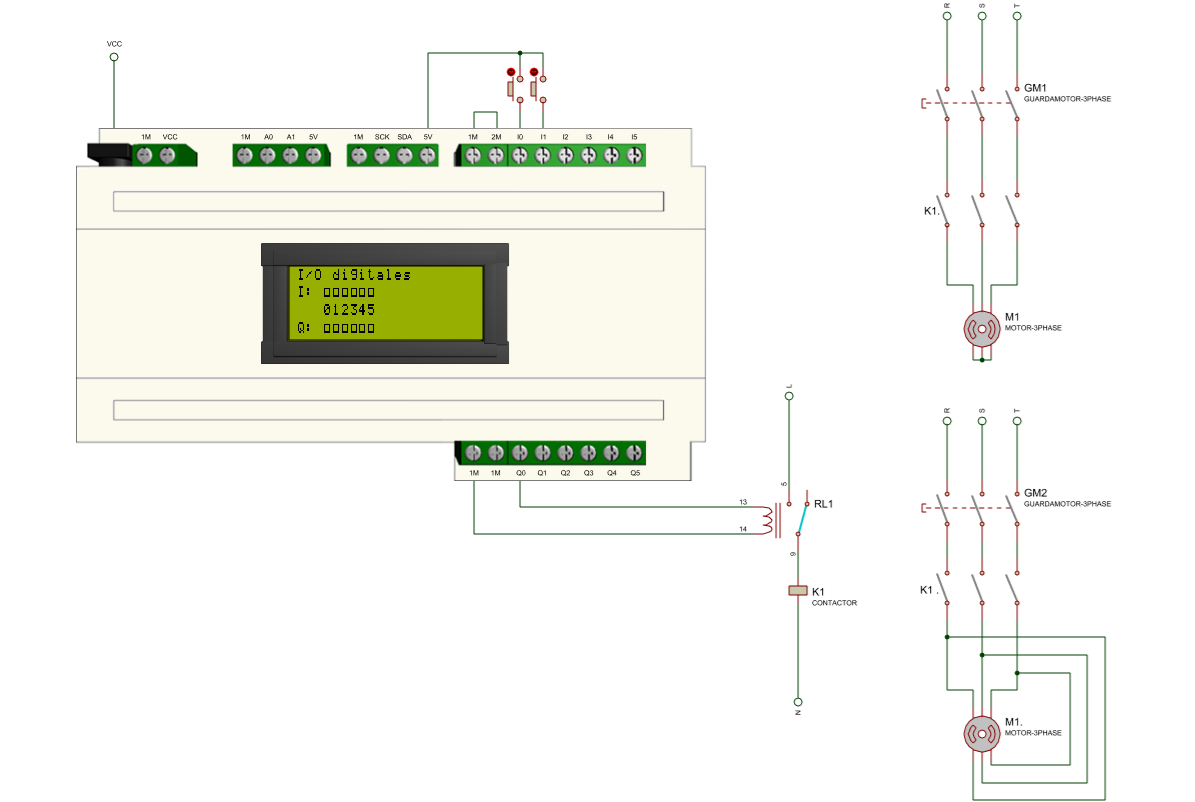 VCC
1M VCC
1M A0 A1 5V
1M SCK SDA 5V
1M 2M I0 I1 I2 I3 I4 I5
I/O digitales
I: □□□□□□
012345
Q: □□□□□□
1M 1M Q0 Q1 Q2 Q3 Q4 Q5
13
14
L
5
RL1
9
K1
CONTACTOR
N
R S T
GM1
GUARDAMOTOR-3PHASE
K1.
M1
MOTOR-3PHASE
R S T
GM2
GUARDAMOTOR-3PHASE
K1 .
M1.
MOTOR-3PHASE